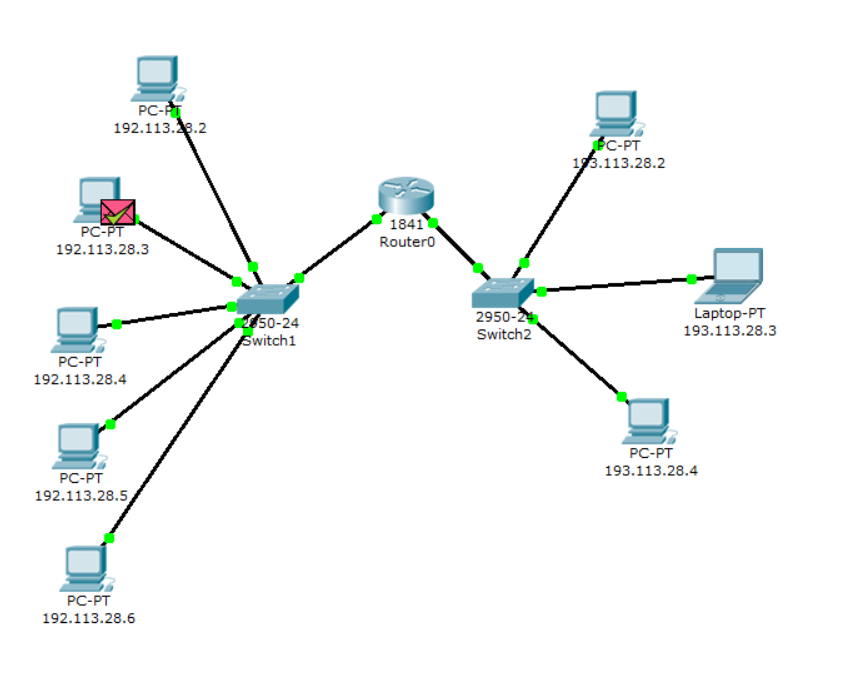 PC-PT
192.113.28.2
PC-PT
193.113.28.2
PC-PT
192.113.28.3
1841
Router0
2950-24
Switch1
2950-24
Switch2
Laptop-PT
193.113.28.3
PC-PT
192.113.28.4
PC-PT
193.113.28.4
PC-PT
192.113.28.5
PC-PT
192.113.28.6